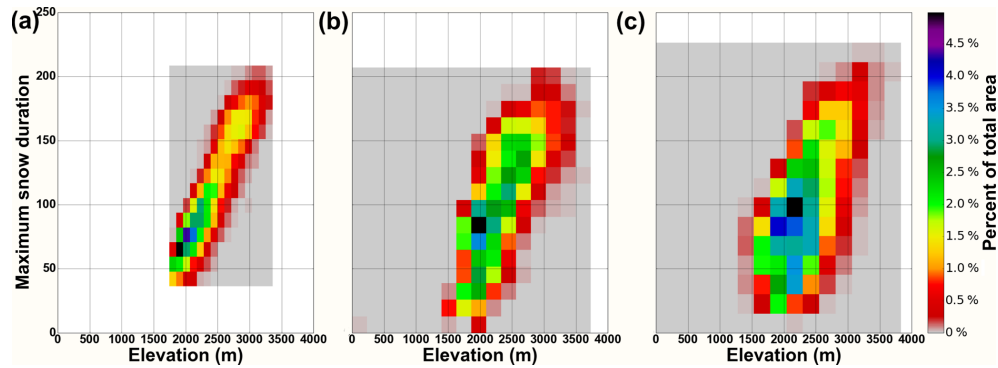 (a)
(b)
(c)
250
200
150
100
50
0
Maximum snow duration
0 500 1000 1500 2000 2500 3000 3500 4000
Elevation (m)
0 500 1000 1500 2000 2500 3000 3500 4000
Elevation (m)
0 500 1000 1500 2000 2500 3000 3500 4000
Elevation (m)
4.5 %
4.0 %
3.5 %
3.0 %
2.5 %
2.0 %
1.5 %
1.0 %
0.5 %
0 %
Percent of total area